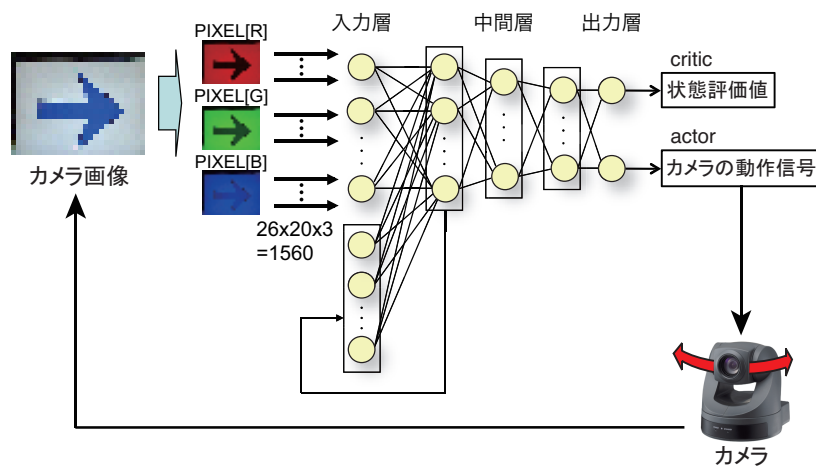 PIXEL[R]
PIXEL[G]
PIXEL[B]
カメラ画像
26x20x3
=1560
入力層
中間層
出力層
critic
状態評価値
actor
カメラの動作信号
カメラ